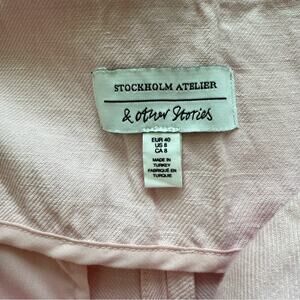 STOCKHOLM ATELIER
& other Stories
EUR 40
US 8
CA 8
MADE IN
TURKEY
FABRIQUÉ EN
TURQUIE